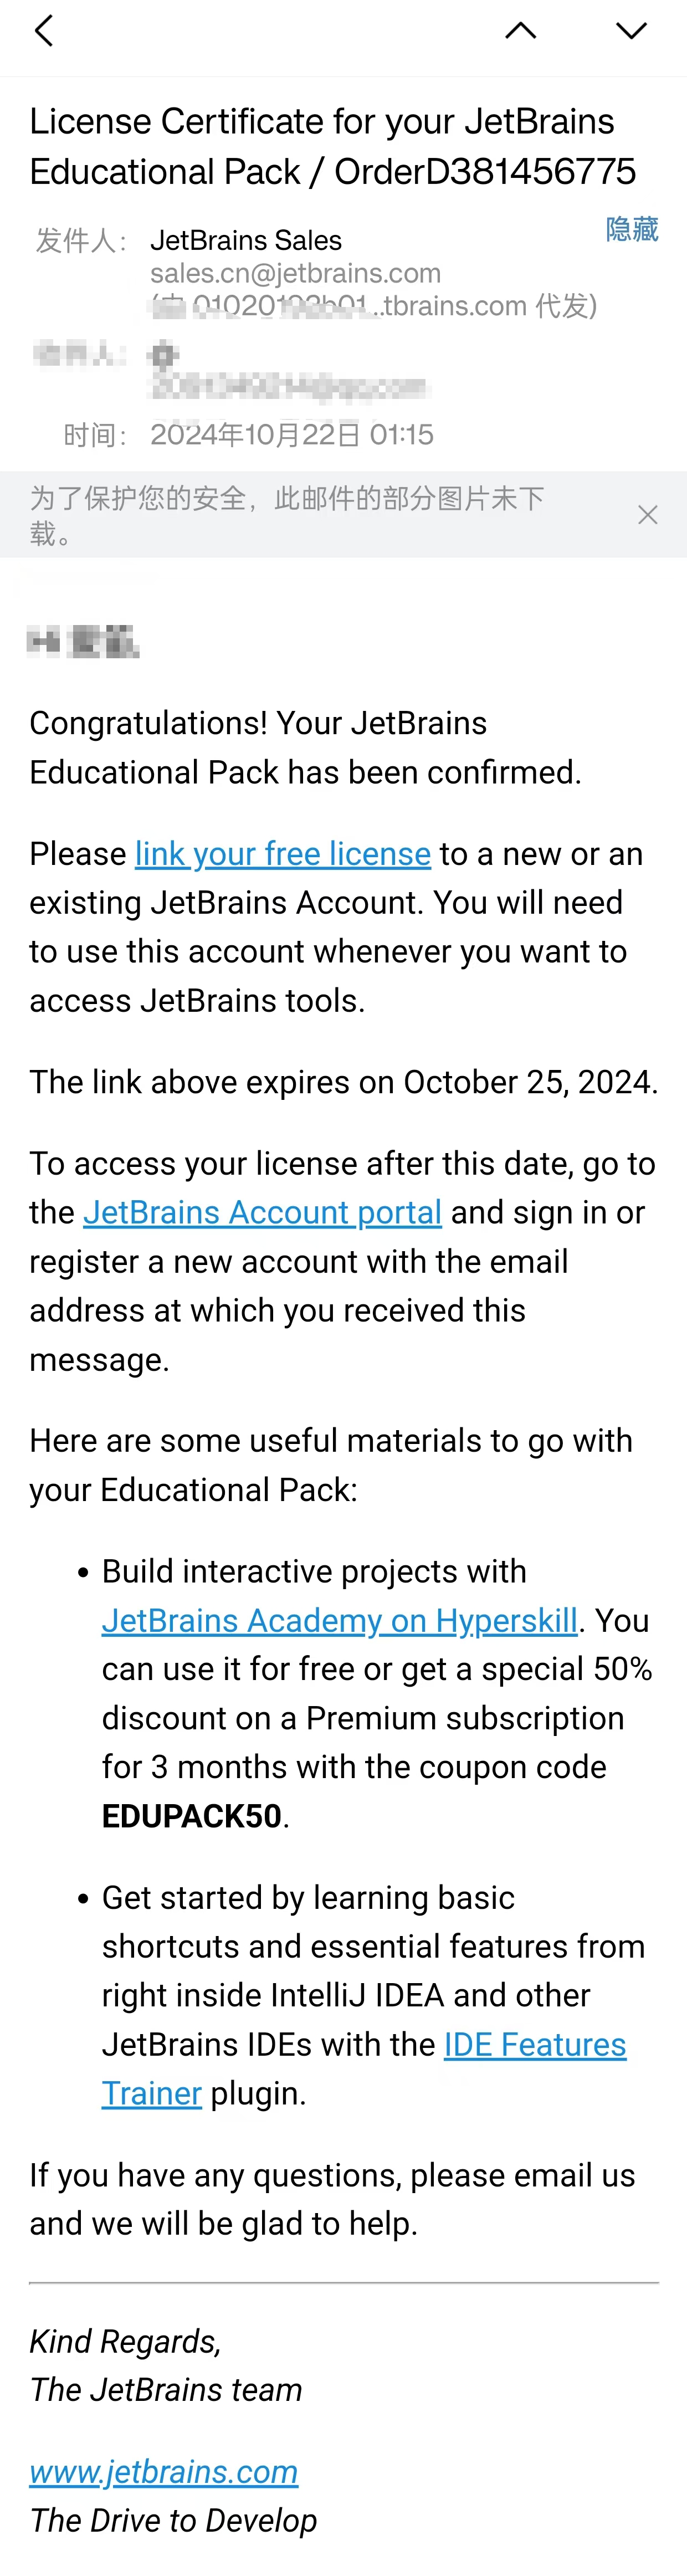 License Certificate for your JetBrains
Educational Pack / OrderD381456775
发件人：
JetBrains Sales
隐藏
sales.cn@jetbrains.com
..tbrains.com 代发)
时间：
2024年10月22日 01:15
为了保护您的安全，此邮件的部分图片未下
载。
Congratulations! Your JetBrains
Educational Pack has been confirmed.
Please link your free license to a new or an
existing JetBrains Account. You will need
to use this account whenever you want to
access JetBrains tools.
The link above expires on October 25, 2024.
To access your license after this date, go to
the JetBrains Account portal and sign in or
register a new account with the email
address at which you received this
message.
Here are some useful materials to go with
your Educational Pack:
• Build interactive projects with
JetBrains Academy on Hyperskill. You
can use it for free or get a special 50%
discount on a Premium subscription
for 3 months with the coupon code
EDUPACK50.
• Get started by learning basic
shortcuts and essential features from
right inside IntelliJ IDEA and other
JetBrains IDEs with the IDE Features
Trainer plugin.
If you have any questions, please email us
and we will be glad to help.
Kind Regards,
The JetBrains team
www.jetbrains.com
The Drive to Develop